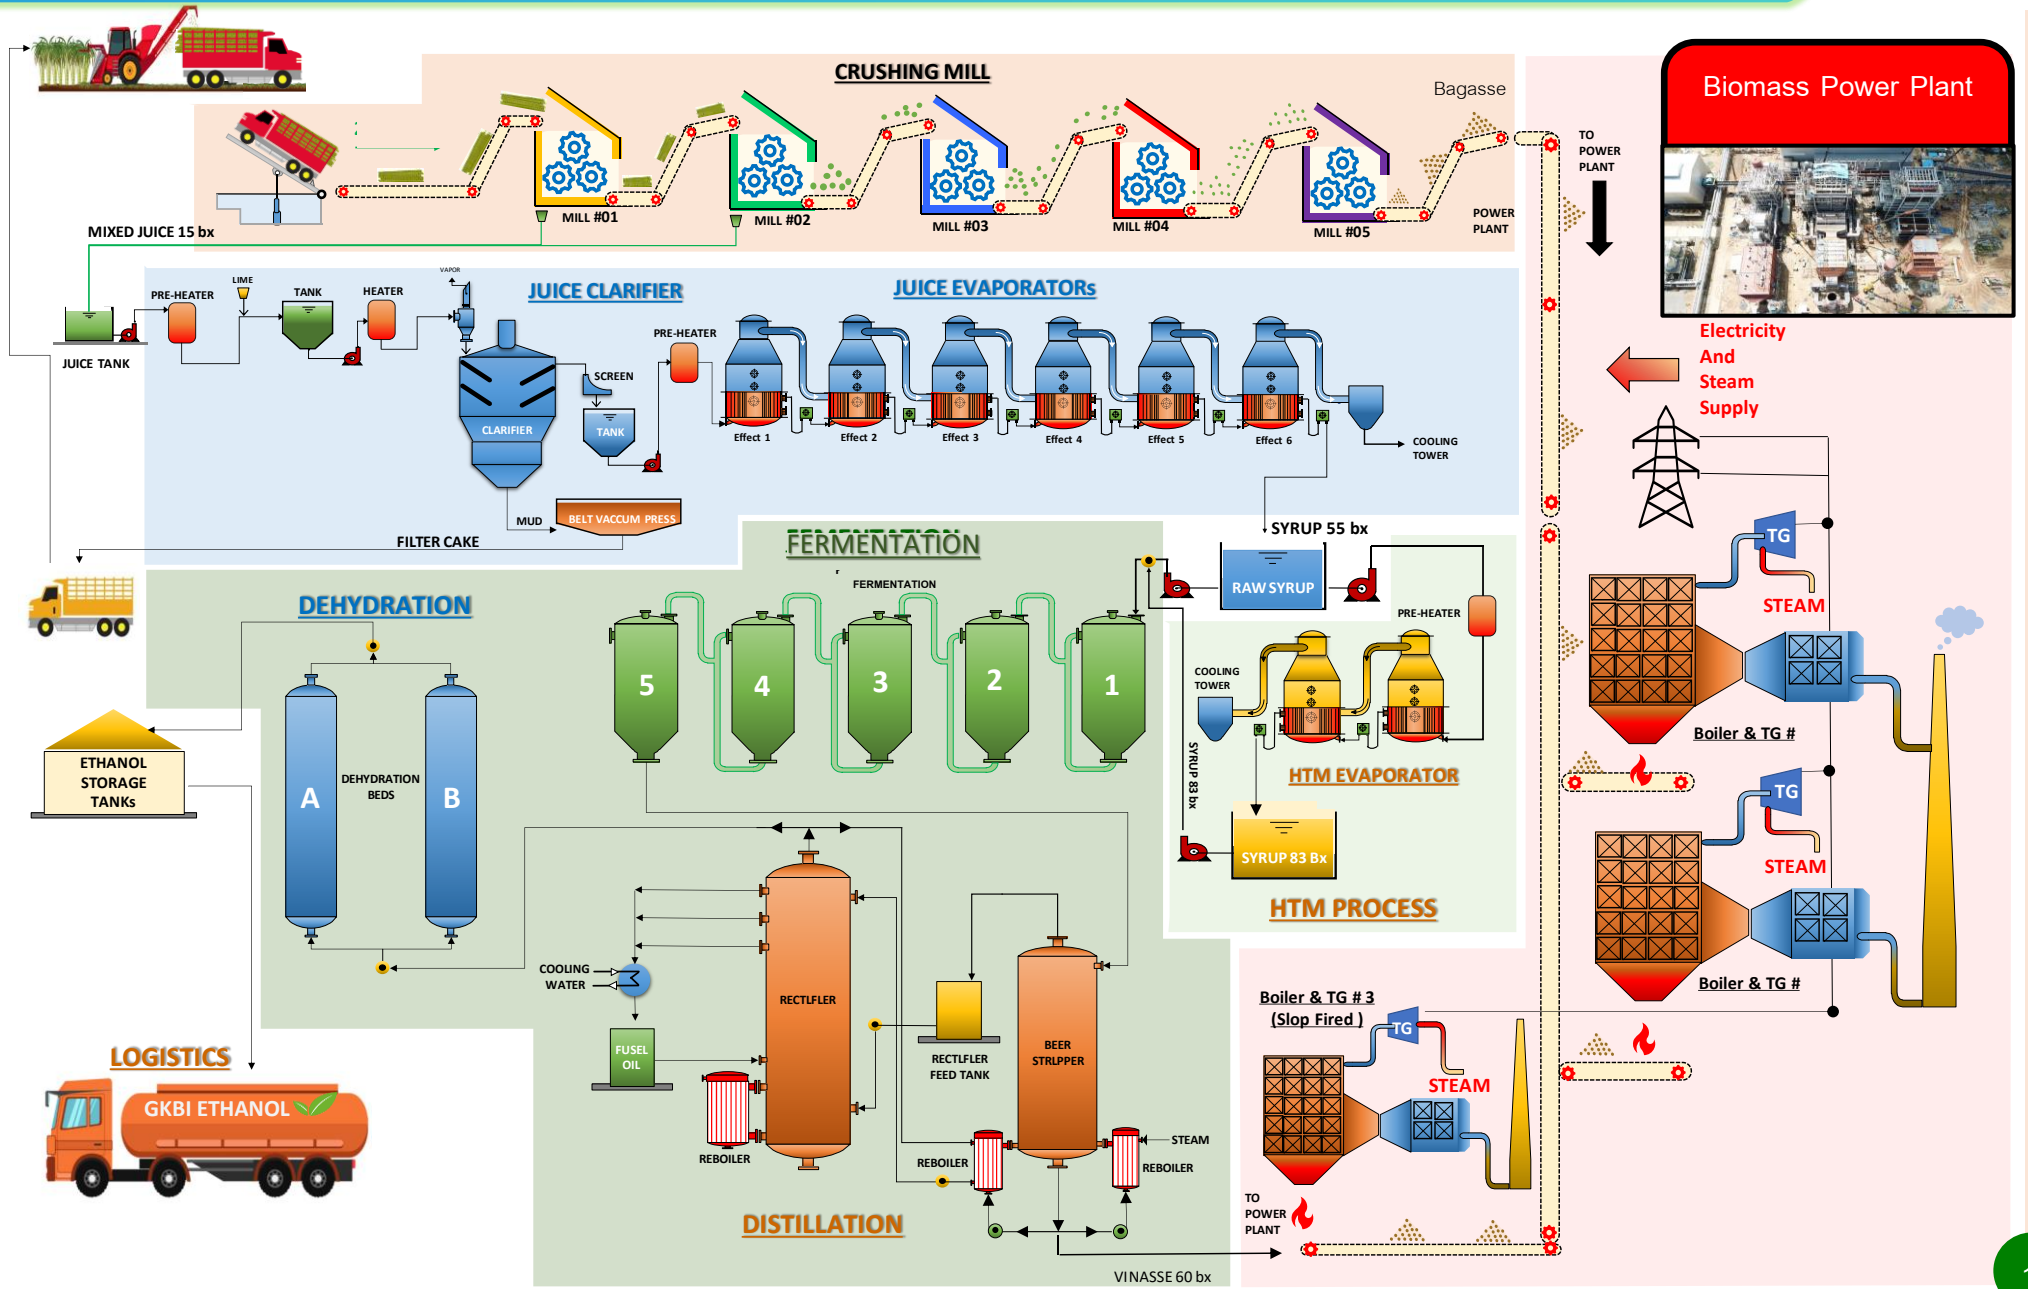 CRUSHING MILL
Bagasse
Biomass Power Plant
TO
POWER
PLANT
MILL #01
MILL #02
MILL #03
MILL #04
MILL #05
POWER
PLANT
MIXED JUICE 15 bx
JUICE TANK
PRE-HEATER
LIME
TANK
HEATER
VAPOR
JUICE CLARIFIER
JUICE EVAPORATORs
CLARIFIER
SCREEN
TANK
PRE-HEATER
Effect 1
Effect 2
Effect 3
Effect 4
Effect 5
Effect 6
COOLING
TOWER
Electricity
And
Steam
Supply
MUD
BELT VACCUM PRESS
FILTER CAKE
SYRUP 55 bx
FERMENTATION
FERMENTATION
RAW SYRUP
PRE-HEATER
DEHYDRATION
5
4
3
2
1
COOLING
TOWER
HTM EVAPORATOR
SYRUP 83 bx
SYRUP 83 Bx
HTM PROCESS
TG
STEAM
Boiler & TG #
TG
STEAM
Boiler & TG #
ETHANOL
STORAGE
TANKs
A
DEHYDRATION
BEDS
B
COOLING
WATER
FUSEL
OIL
RECTLFLER
REBOILER
RECTLFLER
FEED TANK
BEER
STRLPPER
REBOILER
STEAM
REBOILER
DISTILLATION
VINASSE 60 bx
Boiler & TG # 3
(Slop Fired )
TG
STEAM
TO
POWER
PLANT
LOGISTICS
GKBI ETHANOL